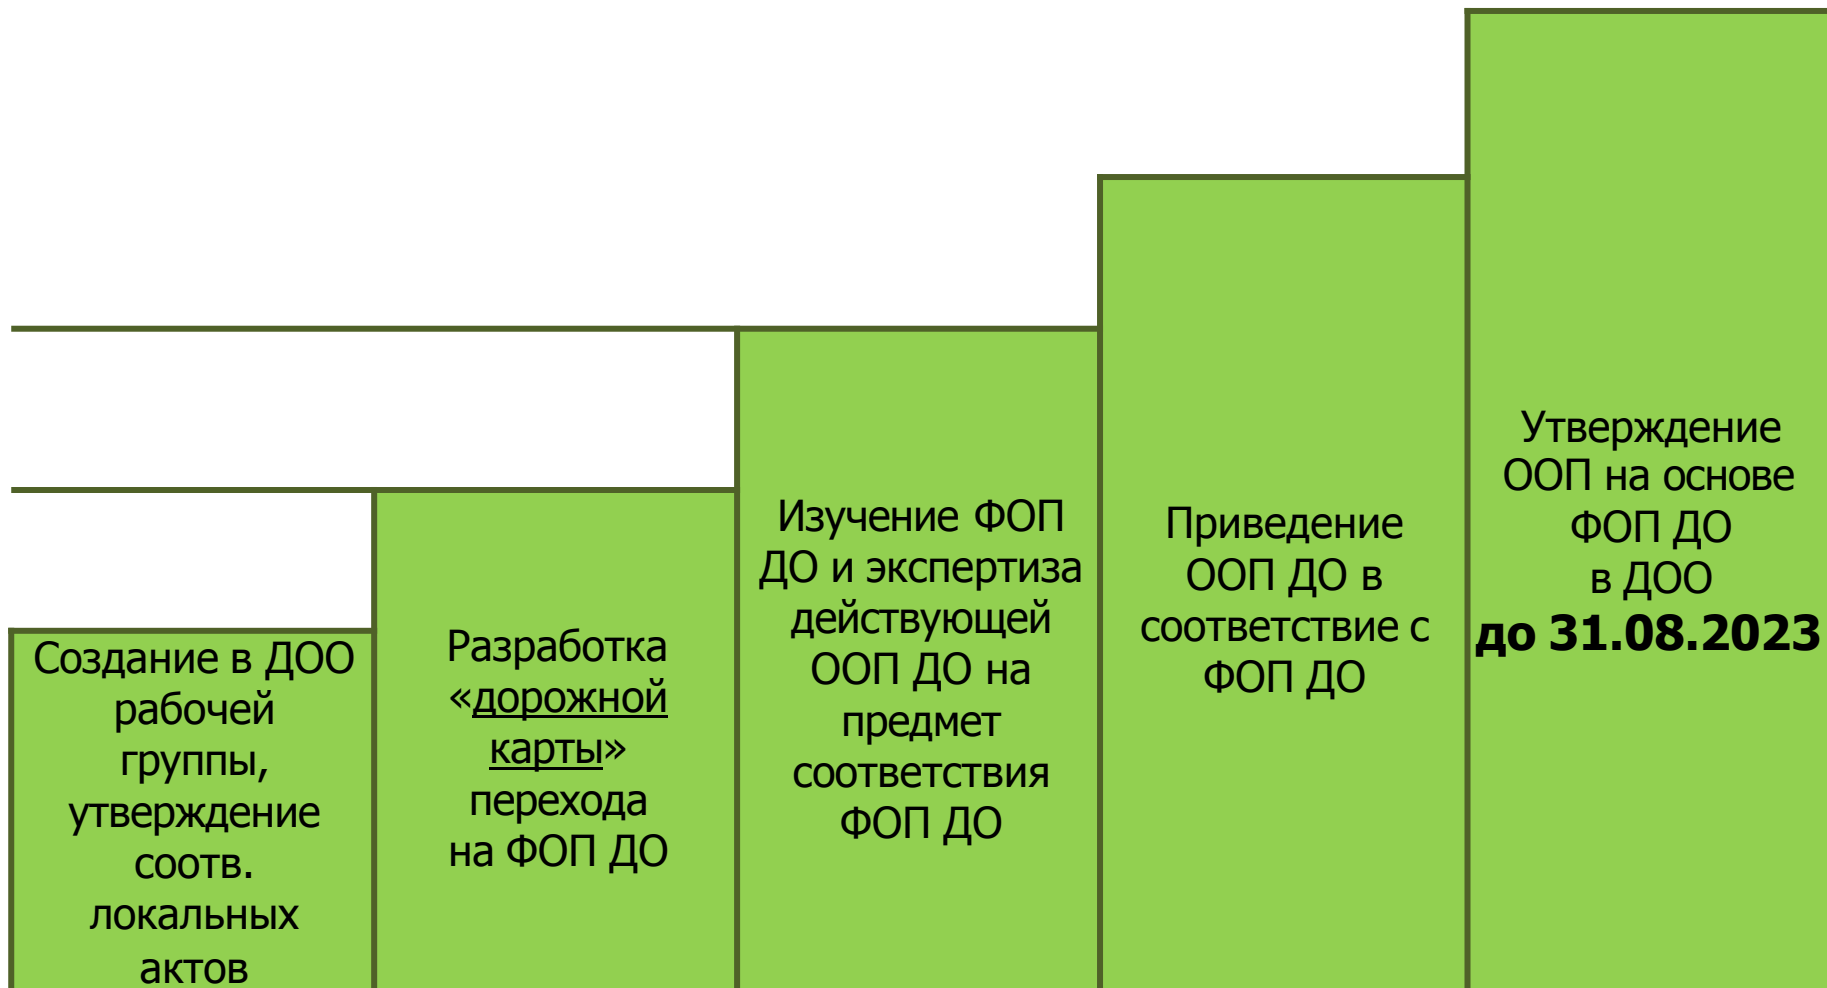 Создание в ДОО
рабочей
группы,
утверждение
соотв.
локальных
актов
Разработка
«дорожной
карты»
перехода
на ФОП ДО
Изучение ФОП
ДО и экспертиза
действующей
ООП ДО на
предмет
соответствия
ФОП ДО
Приведение
ООП ДО в
соответствие с
ФОП ДО
Утверждение
ООП на основе
ФОП ДО
в ДОО
до 31.08.2023